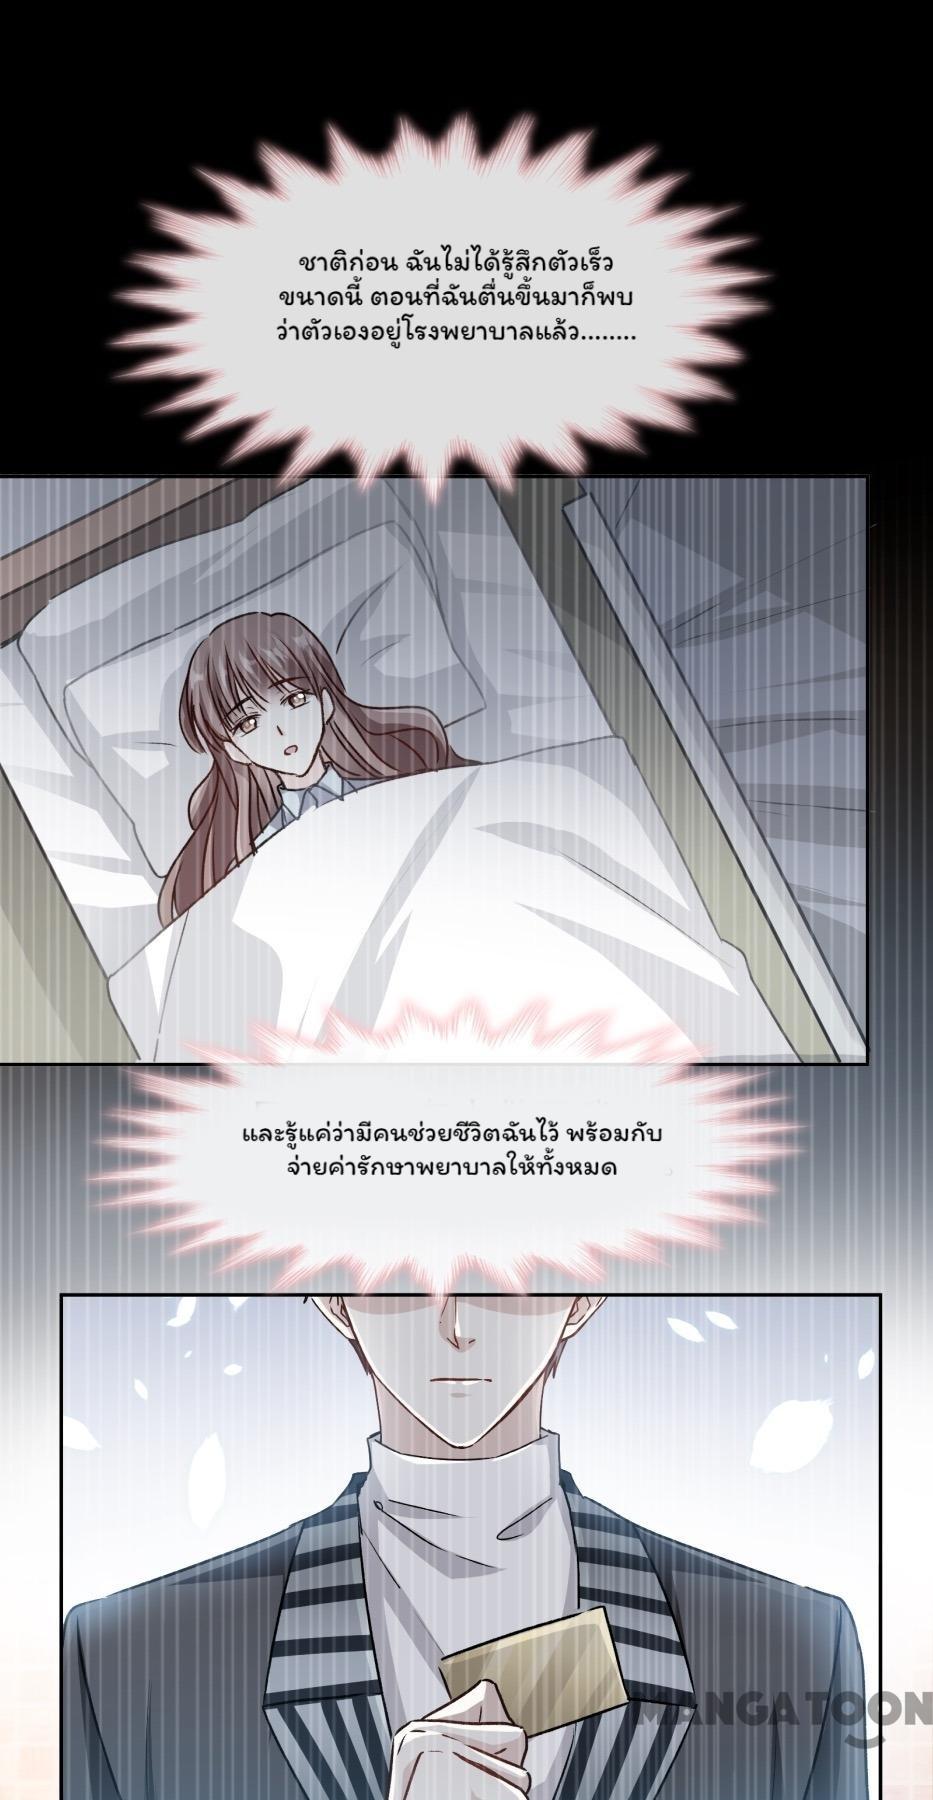 ชาติก่อน ฉันไม่ได้รู้สึกตัวเร็ว
ขนาดนี้ ตอนที่ฉันตื่นขึ้นมาก็พบ
ว่าตัวเองอยู่โรงพยาบาลแล้ว........
และรู้แค่ว่ามีคนช่วยชีวิตฉันไว้ พร้อมกับ
จ่ายค่ารักษาพยาบาลให้ทั้งหมด
MANGATOON